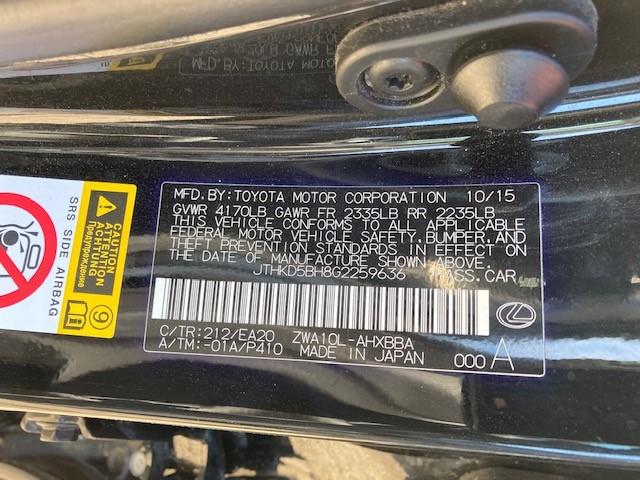 MFD.BY:TOYOTA MOTOR CORPORATION 10/15
GVWR 4170LB GAWR FR 2335LB RR 2235LB
THIS VEHICLE CONFORMS TO ALL APPLICABLE
FEDERAL MOTOR VEHICLE SAFETY, BUMPER, AND
THEFT PREVENTION STANDARDS IN EFFECT ON
THE DATE OF MANUFACTURE SHOWN ABOVE.
JTHKD5BH8G2259636 PASS.CAR
C/TR:212/EA20 ZWA10L-AHXBBA
A/TM:-01A/P410 MADE IN JAPAN 000 A
CAUTION
ATTENTION
ACHTUNG
Предупреждение
SRS SIDE AIRBAG
9